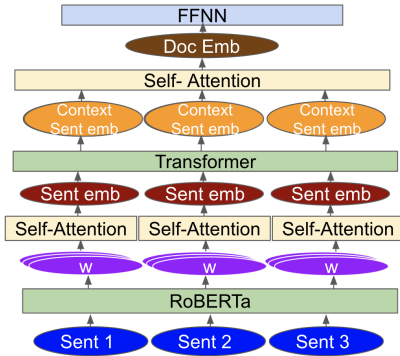 FFNN
Doc Emb
Self- Attention
Context Sent emb
Context Sent emb
Context Sent emb
Transformer
Sent emb Sent emb Sent emb
Self-Attention Self-Attention Self-Attention
w w w
RoBERTa
Sent 1 Sent 2 Sent 3